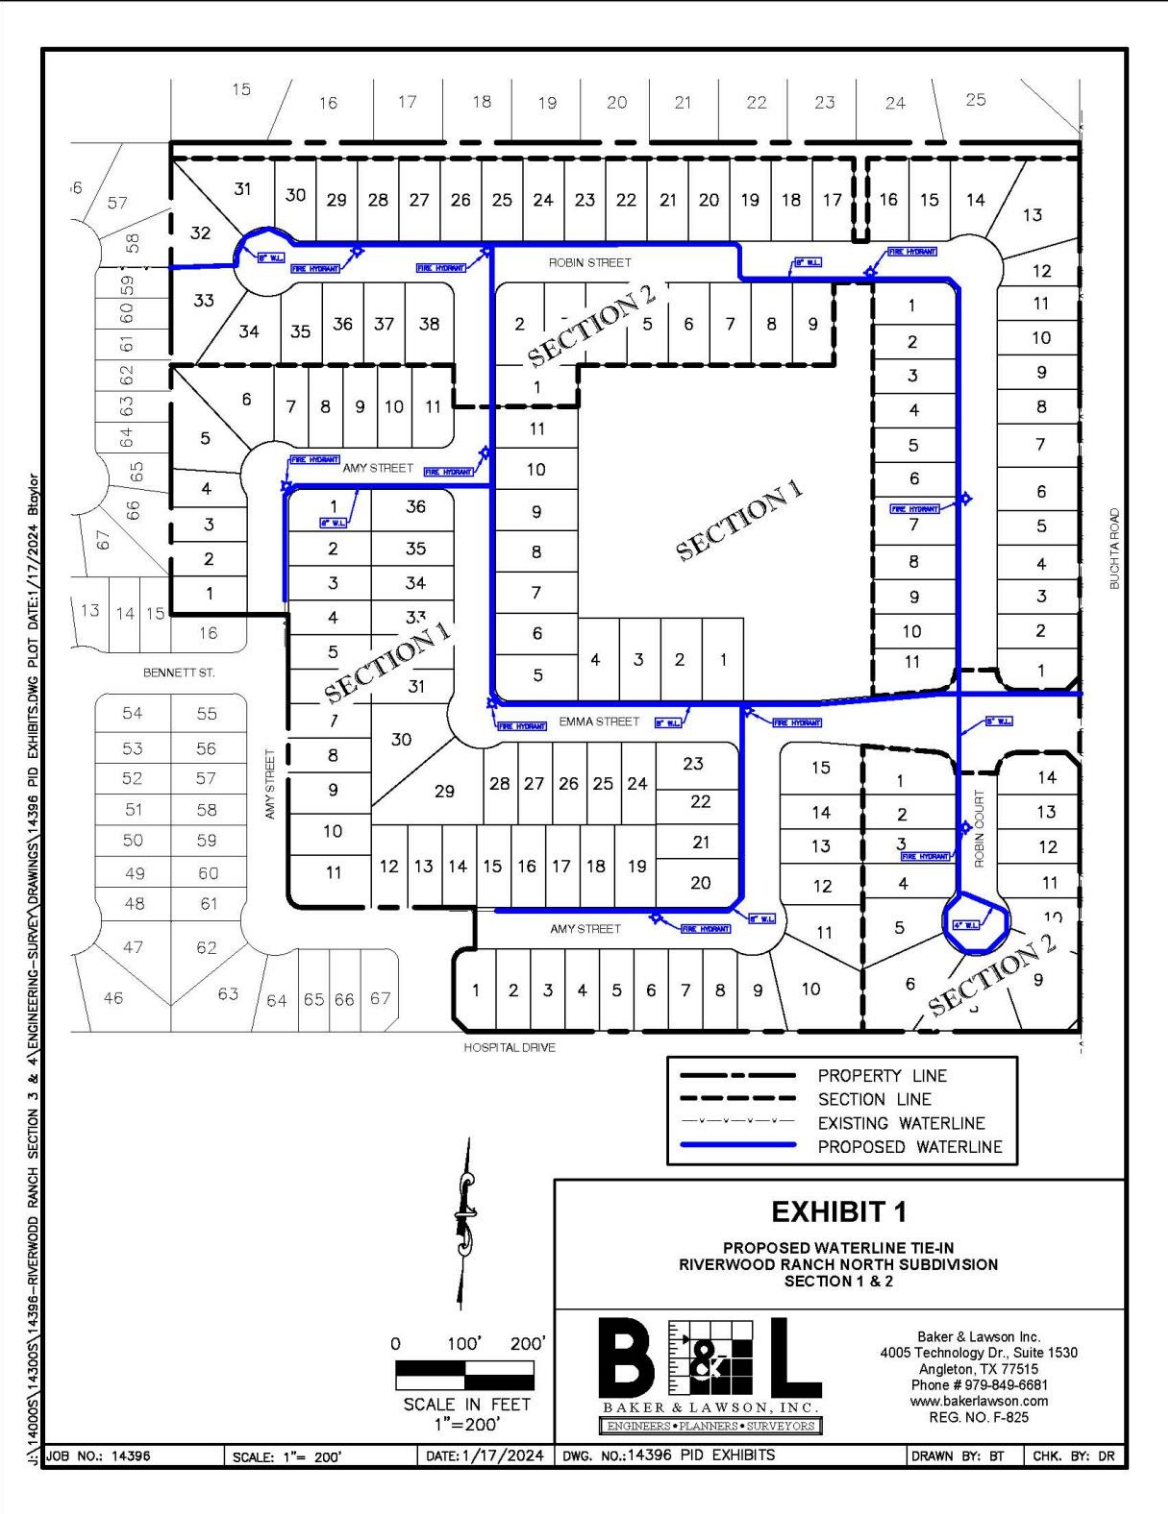 15 16 17 18 19 20 21 22 23 24 25
57
58
59
60
61
62
63
64
65
66
67
31 30 29 28 27 26 25 24 23 22 21 20 19 18 17 16 15 14 13
32
33
8" W.L.
FIRE HYDRANT
FIRE HYDRANT
ROBIN STREET
8" W.L.
FIRE HYDRANT
12
11
10
9
8
7
6
5
4
3
2
1
34 35 36 37 38
2 5 6 7 8 9
SECTION 2
1
1
2
3
4
5
6
FIRE HYDRANT
7
8
9
10
11
6 7 8 9 10 11
5
4
3
2
1
FIRE HYDRANT
AMY STREET
FIRE HYDRANT
11
10
9
8
7
6
5
4 3 2 1
SECTION 1
BUCHTA ROAD
1 36
2 35
3 34
4 33
5
31
7
8
9
10
11
SECTION 1
30
29
28 27 26 25 24
23
22
21
20
12 13 14 15 16 17 18 19
13 14 15
16
BENNETT ST.
54 55
53 56
52 57
51 58
50 59
49 60
48 61
47 62
46 63 64 65 66 67
AMY STREET
FIRE HYDRANT
EMMA STREET
8" W.L.
FIRE HYDRANT
8" W.L.
15
14
13
12
11
10
1
2
3
FIRE HYDRANT
4
5
6
ROBIN COURT
14
13
12
11
10
9
4" W.L.
SECTION 2
AMY STREET
FIRE HYDRANT
1 2 3 4 5 6 7 8 9
HOSPITAL DRIVE
PROPERTY LINE
SECTION LINE
EXISTING WATERLINE
PROPOSED WATERLINE
0 100' 200'
SCALE IN FEET
1"=200'
EXHIBIT 1
PROPOSED WATERLINE TIE-IN
RIVERWOOD RANCH NORTH SUBDIVISION
SECTION 1 & 2
B & L
BAKER & LAWSON, INC.
ENGINEERS • PLANNERS • SURVEYORS
Baker & Lawson Inc.
4005 Technology Dr., Suite 1530
Angleton, TX 77515
Phone # 979-849-6681
www.bakerlawson.com
REG. NO. F-825
JOB NO.: 14396
SCALE: 1"= 200'
DATE:1/17/2024
DWG. NO.:14396 PID EXHIBITS
DRAWN BY: BT
CHK. BY: DR
J:\14000S\14300S\14396-RIVERWOOD RANCH SECTION 3 & 4\ENGINEERING-SURVEY\DRAWINGS\14396 PID EXHIBITS.DWG PLOT DATE:1/17/2024 Btaylor